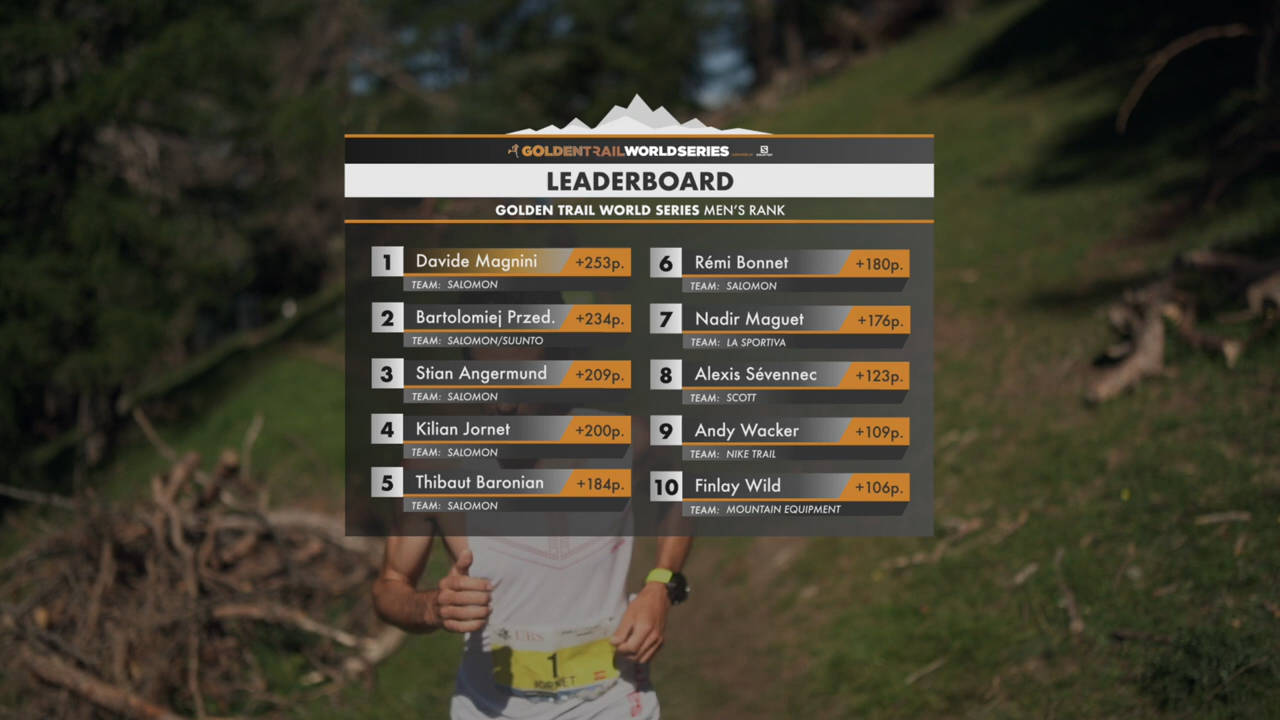 GOLDENTRAILWORLDSERIES
LEADERBOARD
GOLDEN TRAIL WORLD SERIES MEN'S RANK
1 Davide Magnini +253p.
TEAM: SALOMON
2 Bartolomiej Przed. +234p.
TEAM: SALOMON/SUUNTO
3 Stian Angermund +209p.
TEAM: SALOMON
4 Kilian Jornet +200p.
TEAM: SALOMON
5 Thibaut Baronian +184p.
TEAM: SALOMON
6 Rémi Bonnet +180p.
TEAM: SALOMON
7 Nadir Maguet +176p.
TEAM: LA SPORTIVA
8 Alexis Sévennec +123p.
TEAM: SCOTT
9 Andy Wacker +109p.
TEAM: NIKE TRAIL
10 Finlay Wild +106p.
TEAM: MOUNTAIN EQUIPMENT
UBS
1